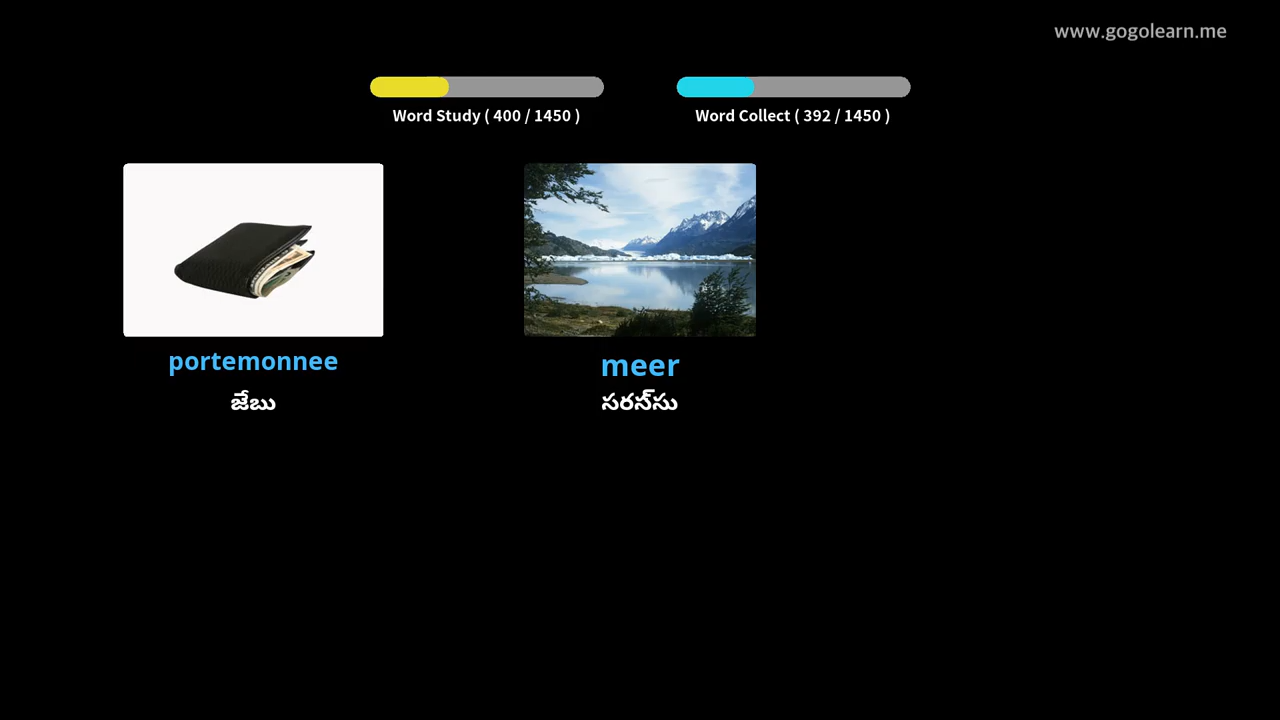 www.gogolearn.me
Word Study ( 400 / 1450 )
Word Collect ( 392 / 1450 )
portemonnee
జేబు
meer
సరస్సు